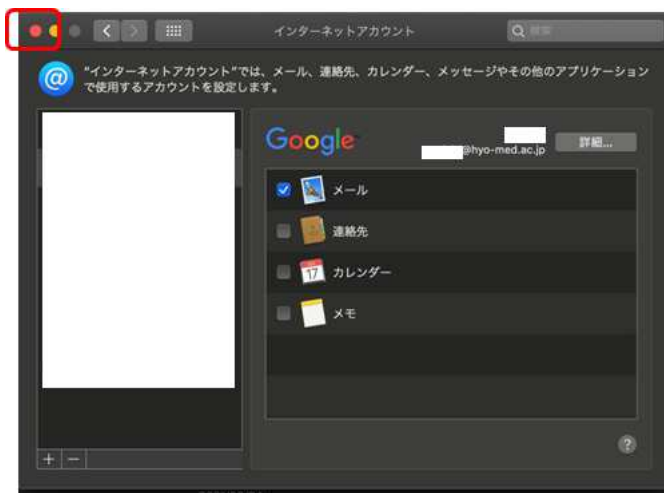 インターネットアカウント
検索
"インターネットアカウント"では、メール、連絡先、カレンダー、メッセージやその他のアプリケーション
で使用するアカウントを設定します。
Google
@hyo-med.ac.jp
詳細...
メール
連絡先
17
カレンダー
メモ
+ −
?